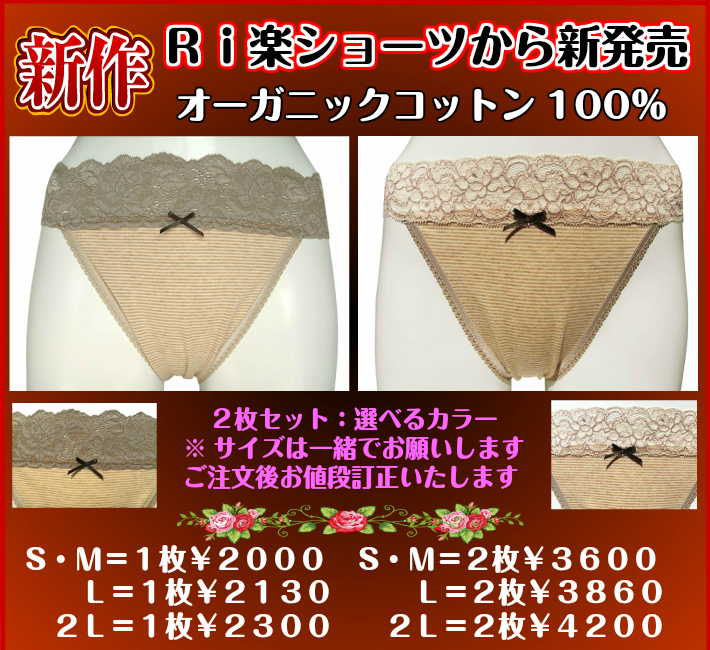 新作
Ｒｉ楽ショーツから新発売
オーガニックコットン１００％
２枚セット：選べるカラー
※ サイズは一緒でお願いします
ご注文後お値段訂正いたします
Ｓ・Ｍ＝１枚￥２０００　Ｓ・Ｍ＝２枚￥３６００
Ｌ＝１枚￥２１３０　Ｌ＝２枚￥３８６０
２Ｌ＝１枚￥２３００　２Ｌ＝２枚￥４２００